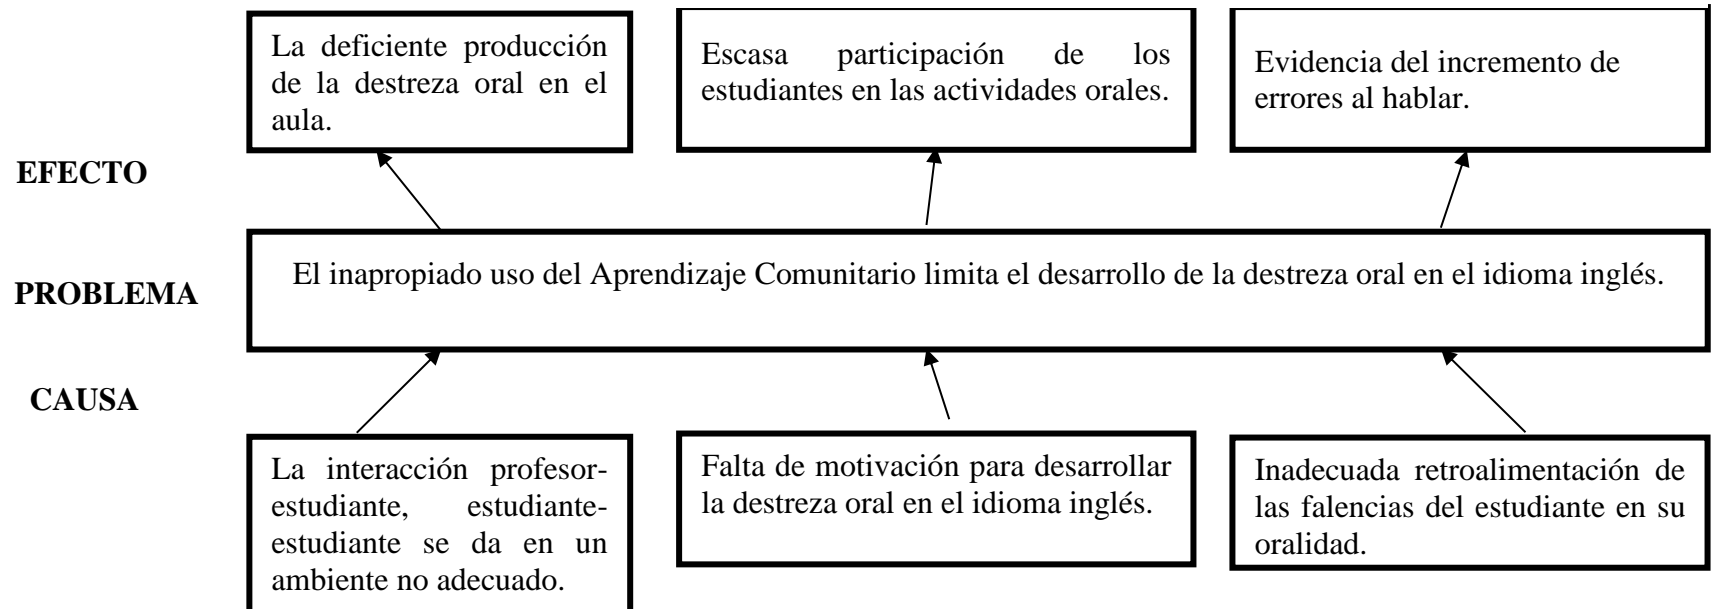 La deficiente producción
de la destreza oral en el
aula.
Escasa participación de los
estudiantes en las actividades orales.
Evidencia del incremento de
errores al hablar.
EFECTO
El inapropiado uso del Aprendizaje Comunitario limita el desarrollo de la destreza oral en el idioma inglés.
PROBLEMA
CAUSA
La interacción profesor-
estudiante, estudiante-
estudiante se da en un
ambiente no adecuado.
Falta de motivación para desarrollar
la destreza oral en el idioma inglés.
Inadecuada retroalimentación de
las falencias del estudiante en su
oralidad.